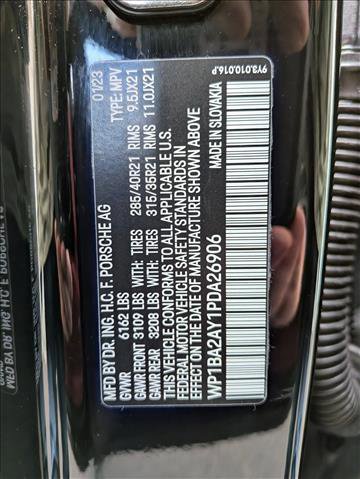 MFD BY DR. ING. H.C. F. PORSCHE AG 01/23
GVWR 6162 LBS TYPE: MPV
GAWR FRONT 3109 LBS WITH: TIRES 285/40R21 RIMS 9.5JX21
GAWR REAR 3208 LBS WITH: TIRES 315/35R21 RIMS 11.0JX21
THIS VEHICLE CONFORMS TO ALL APPLICABLE U.S.
FEDERAL MOTOR VEHICLE SAFETY STANDARDS IN
EFFECT ON THE DATE OF MANUFACTURE SHOWN ABOVE
WP1BA2AY1PDA26906 MADE IN SLOVAKIA
9Y3.010.016.P